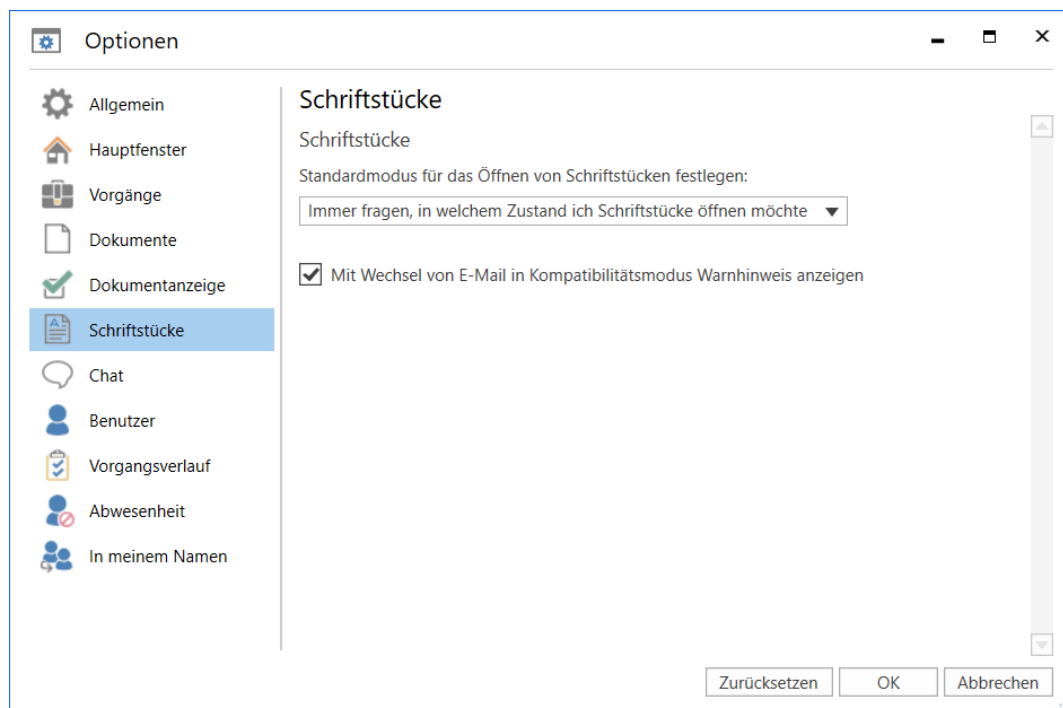 Optionen
Allgemein
Hauptfenster
Vorgänge
Dokumente
Dokumentanzeige
Schriftstücke
Chat
Benutzer
Vorgangsverlauf
Abwesenheit
In meinem Namen
Schriftstücke
Schriftstücke
Standardmodus für das Öffnen von Schriftstücken festlegen:
Immer fragen, in welchem Zustand ich Schriftstücke öffnen möchte
Mit Wechsel von E-Mail in Kompatibilitätsmodus Warnhinweis anzeigen
Zurücksetzen
OK
Abbrechen